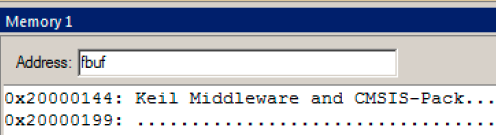 Memory 1
Address: fbuf
0x20000144: Keil Middleware and CMSIS-Pack...
0x20000199: .................................